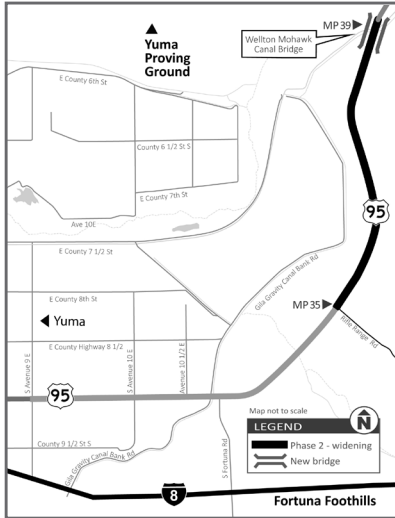 MP 39
Wellton Mohawk
Canal Bridge
Yuma
Proving
Ground
E County 6th St
County 6 1/2 St S
E County 7th St
Ave 10E
95
E County 7 1/2 St
Gila Gravity Canal Bank Rd
E County 8th St
MP 35
Yuma
Rifle Range Rd
E County Highway 8 1/2
S Avenue 9 E
S Avenue 10 E
Avenue 10 1/2 E
95
Map not to scale
N
LEGEND
Phase 2 - widening
New bridge
County 9 1/2 St S
Gila Gravity Canal Bank Rd
S Fortuna Rd
8
Fortuna Foothills